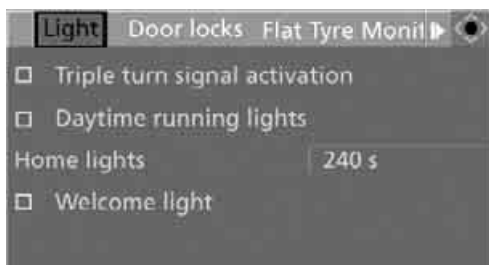 Light Door locks Flat Tyre Monit
Triple turn signal activation
Daytime running lights
Home lights 240 s
Welcome light